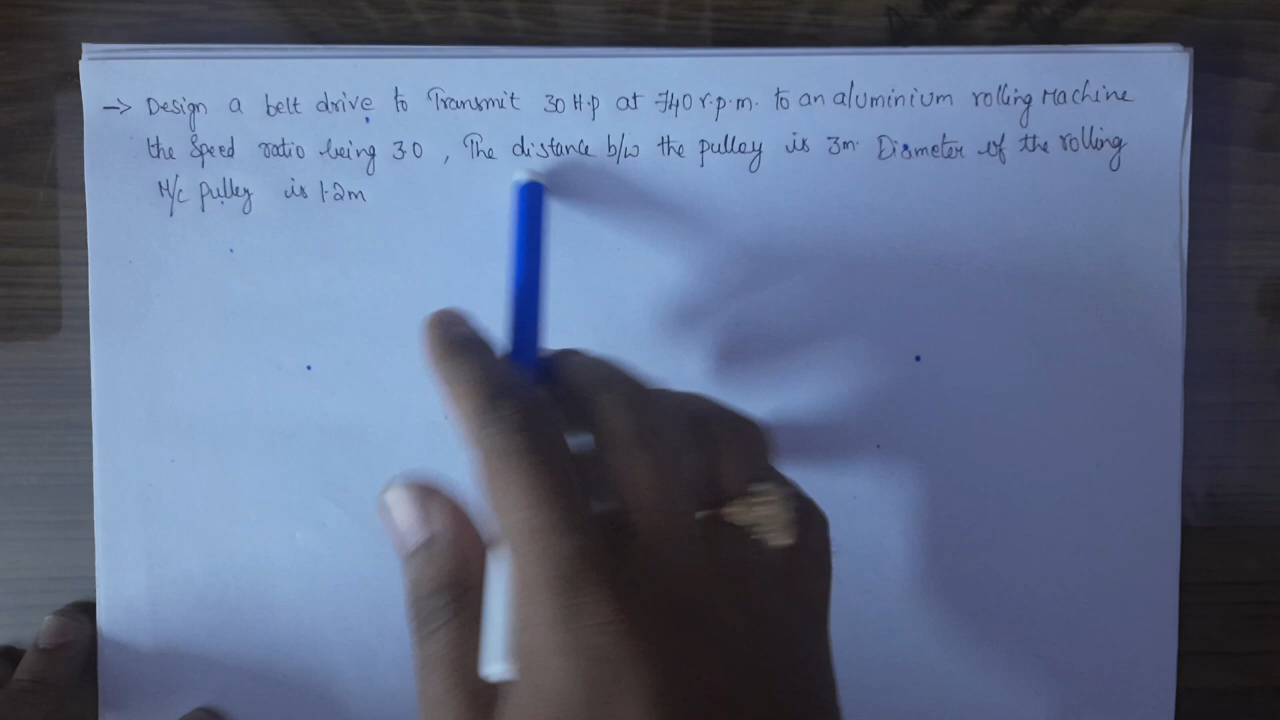 → Design a belt drive to Transmit 30 H.p at 740 r.p.m. to an aluminium rolling Machine
the Speed ratio being 3.0 , The distance b/w the pulley is 3m. Diameter of the rolling
M/c pulley is 1.2m